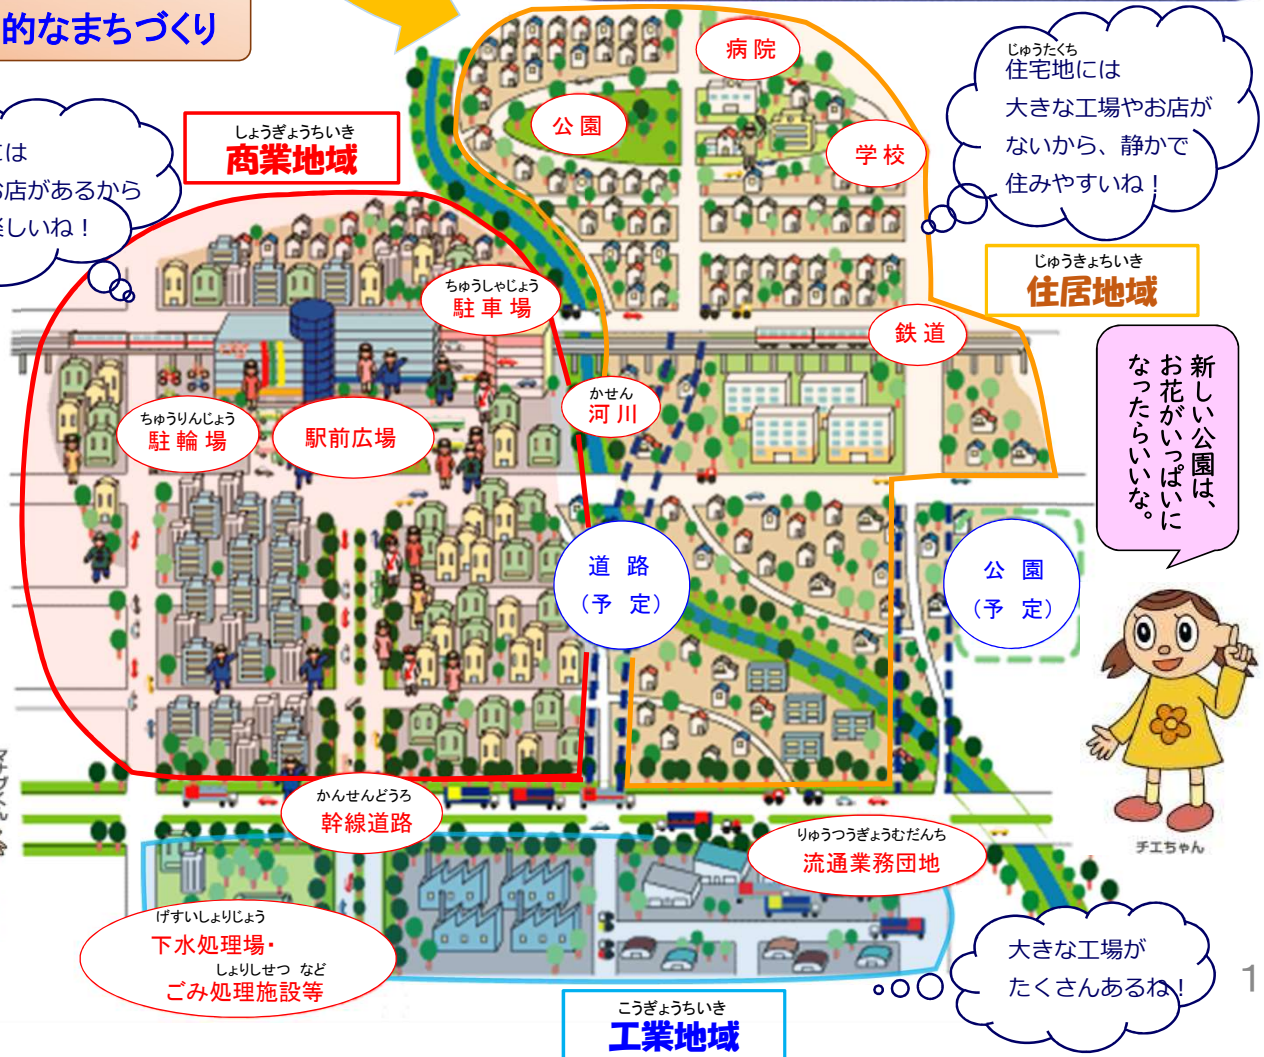 的なまちづくり
には
お店があるから
楽しいね！
しょうぎょうちいき
商業地域
病院
公園
学校
じゅうたくち
住宅地には
大きな工場やお店が
ないから、静かで
住みやすいね！
じゅうきょちいき
住居地域
ちゅうしゃじょう
駐車場
鉄道
かせん
河川
ちゅうりんじょう
駐輪場
駅前広場
新しい公園は、
お花がいっぱいに
なったらいいな。
道路
（予定）
公園
（予定）
チエちゃん
かんせんどうろ
幹線道路
りゅうつうぎょうむだんち
流通業務団地
げすいしょりじょう
下水処理場・
しょりしせつ など
ごみ処理施設等
大きな工場が
たくさんあるね！
こうぎょうちいき
工業地域
1